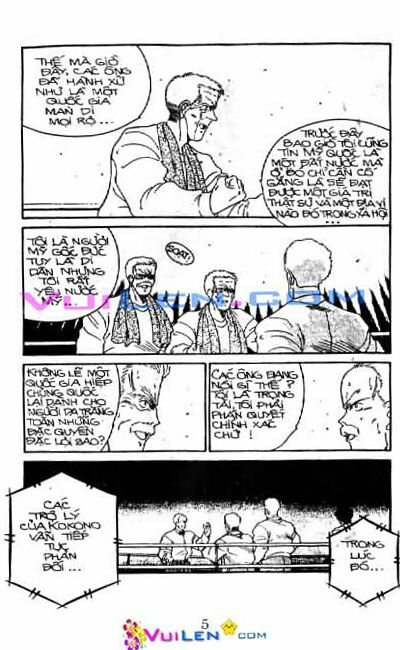 THẾ MÀ GIỜ
ĐÂY, CÁC ÔNG
ĐÃ HÀNH XỬ
NHƯ LÀ MỘT
QUỐC GIA
MAN DI
MỌI RỢ...
TRƯỚC ĐÂY
BAO GIỜ TÔI CŨNG
TIN MỸ QUỐC LÀ
MỘT ĐẤT NƯỚC MÀ
Ở ĐÓ CHỈ CẦN CỐ
GẮNG LÀ SẼ ĐẠT
ĐƯỢC MỘT GIÁ TRỊ
THẬT SỰ VÀ MỘT ĐỊA VỊ
NÀO ĐÓ TRONG XÃ HỘI
...
TÔI LÀ NGƯỜI
MỸ GỐC ĐỨC
TUY LÀ DI
DÂN NHƯNG
TÔI RẤT
YÊU NƯỚC
MỸ...
SOẠT
VUILEN.COM
KHÔNG LẼ MỘT
QUỐC GIA HIỆP
CHỦNG QUỐC
LẠI DÀNH CHO
NGƯỜI DA TRẮNG
TOÀN NHỮNG
ĐẶC QUYỀN
ĐẶC LỢI SAO?
CÁC ÔNG ĐANG
NÓI GÌ THẾ?
TÔI LÀ TRỌNG
TÀI, TÔI PHẢI
PHÁN QUYẾT
CHÍNH XÁC
CHỨ!
CÁC
TRỢ LÝ
CỦA KOKONO
VẪN TIẾP
TỤC
PHẢN
ĐỐI...
TRONG
LÚC
ĐÓ...
5
VUILEN COM